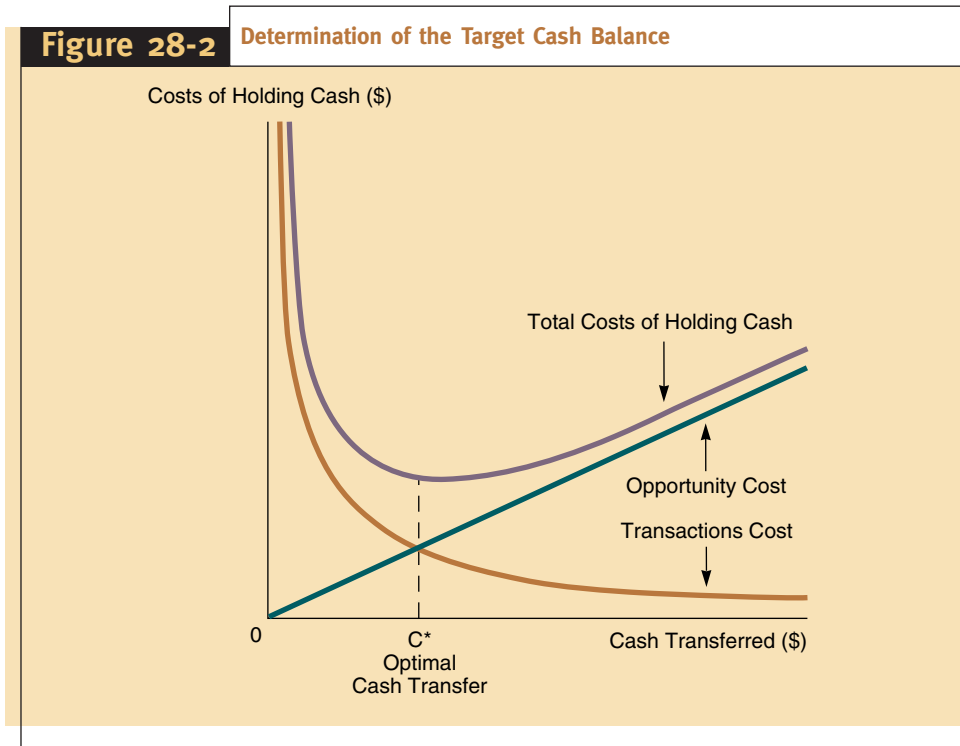 Figure 28-2
Determination of the Target Cash Balance
Costs of Holding Cash ($)
Total Costs of Holding Cash
Opportunity Cost
Transactions Cost
0
C*
Optimal
Cash Transfer
Cash Transferred ($)